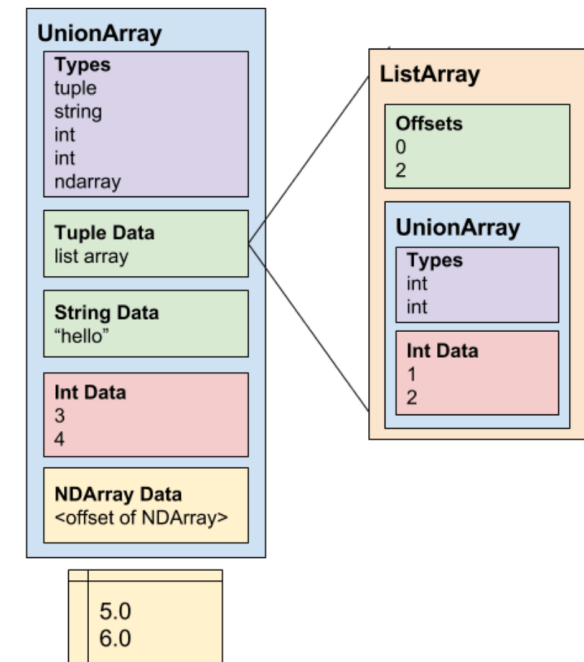 UnionArray
Types
tuple
string
int
int
ndarray
Tuple Data
list array
String Data
“hello”
Int Data
3
4
NDArray Data
<offset of NDArray>
5.0
6.0
ListArray
Offsets
0
2
UnionArray
Types
int
int
Int Data
1
2